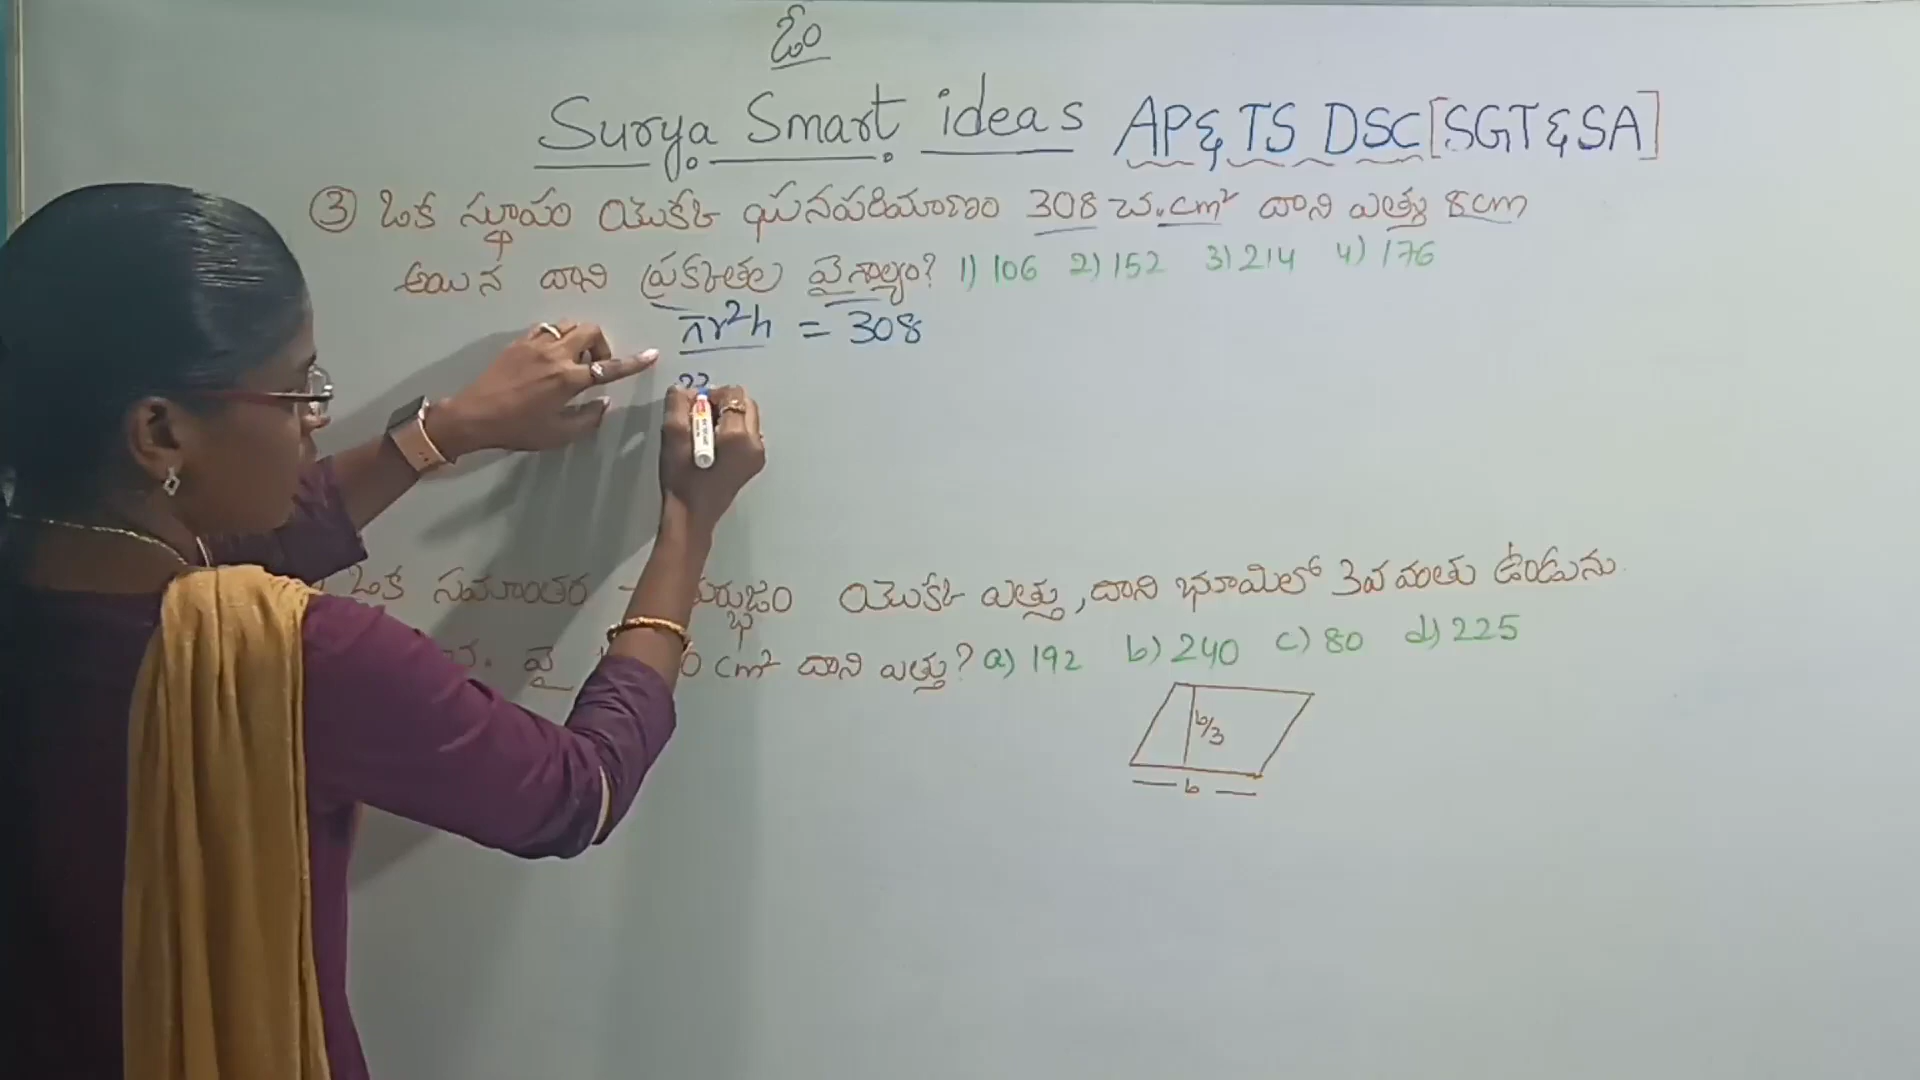 ఓం
Surya Smart ideas AP & TS DSC [SGT & SA]
③ ఒక స్థూపం యొక్క ఘనపరిమాణం 308 చ.cm² దాని ఎత్తు 8cm
అయిన దాని ప్రక్కతల వైశాల్యం? 1) 106 2) 152 3) 214 4) 176
πr²h = 308
22
ఒక సమాంతర యొక్క ఎత్తు, దాని భూమిలో 3వ వంతు ఉండును.
వై cm² దాని ఎత్తు? a) 192 b) 240 c) 80 d) 225
b/3
b